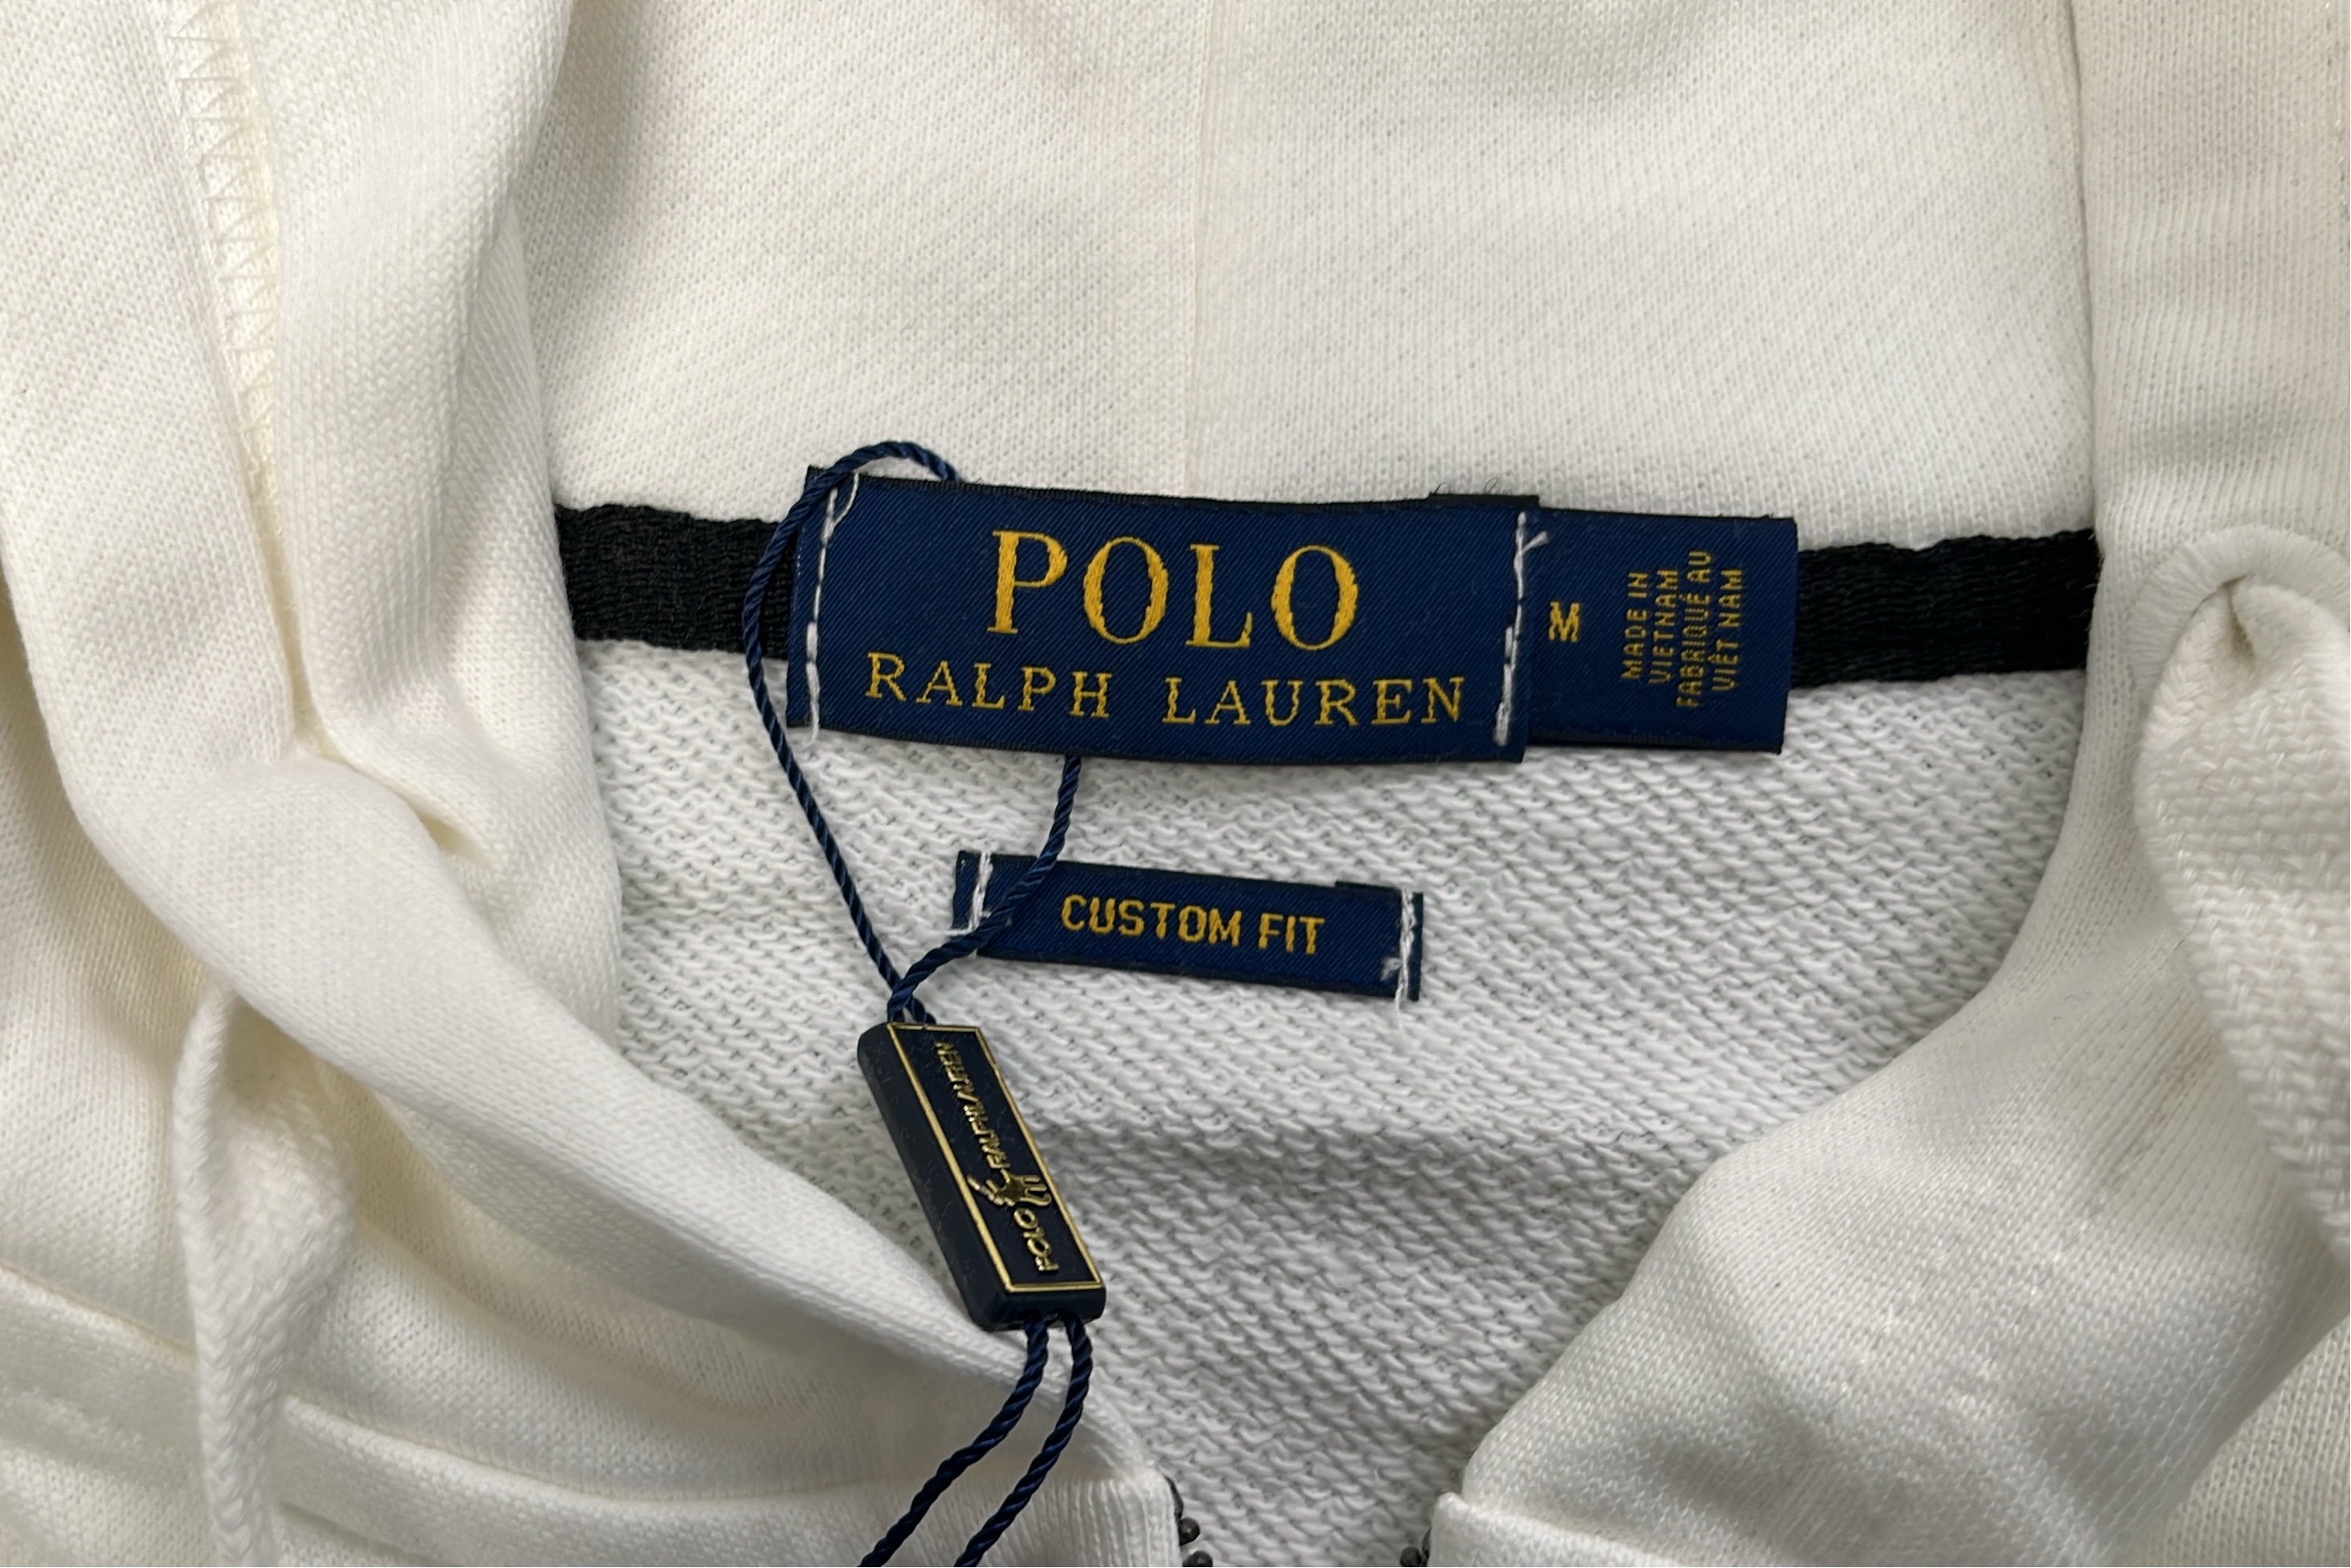 POLO
RALPH LAUREN
M
MADE IN
VIETNAM
FABRIQUÉ AU
VIÊT NAM
CUSTOM FIT
POLO RALPH LAUREN